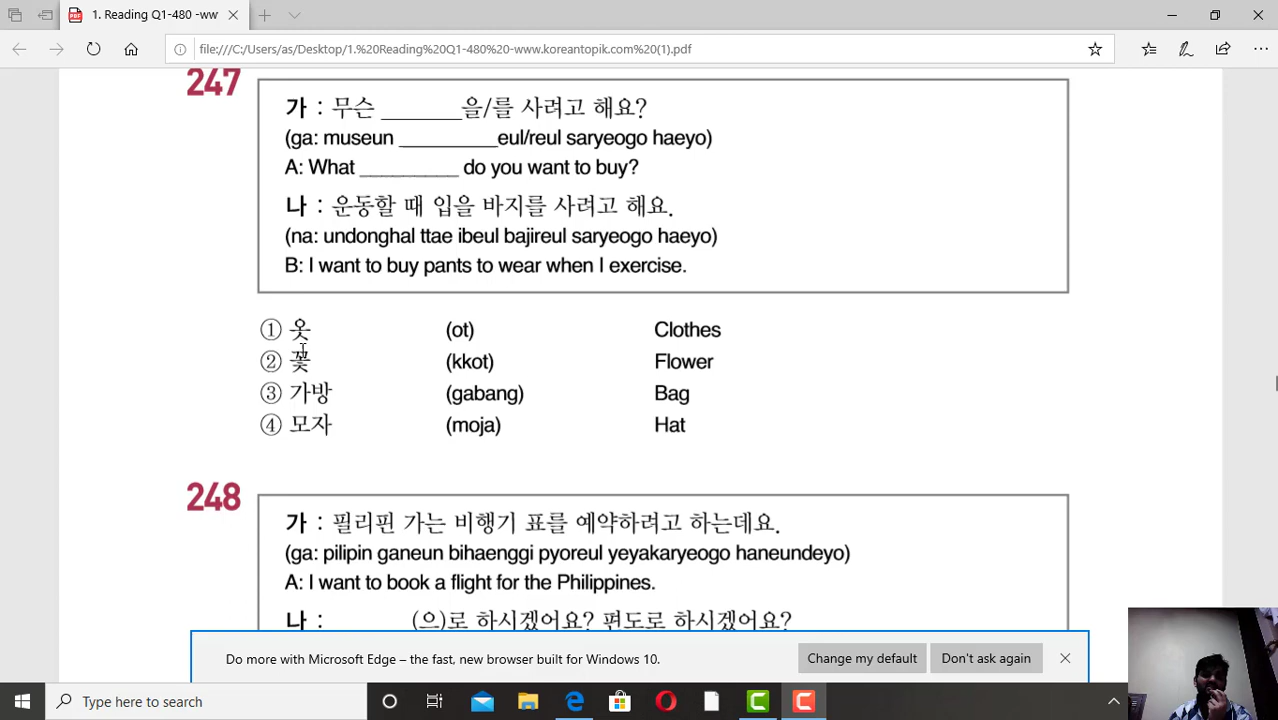 1. Reading Q1-480 -ww
file:///C:/Users/as/Desktop/1.%20Reading%20Q1-480%20-www.koreantopik.com%20(1).pdf
247
가 : 무슨 _______을/를 사려고 해요?
(ga: museun _________eul/reul saryeogo haeyo)
A: What _________ do you want to buy?
나 : 운동할 때 입을 바지를 사려고 해요.
(na: undonghal ttae ibeul bajireul saryeogo haeyo)
B: I want to buy pants to wear when I exercise.
① 옷 (ot) Clothes
② 꽃 (kkot) Flower
③ 가방 (gabang) Bag
④ 모자 (moja) Hat
248
가 : 필리핀 가는 비행기 표를 예약하려고 하는데요.
(ga: pilipin ganeun bihaenggi pyoreul yeyakaryeogo haneundeyo)
A: I want to book a flight for the Philippines.
나 : (으)로 하시겠어요? 편도로 하시겠어요?
Do more with Microsoft Edge – the fast, new browser built for Windows 10.
Change my default
Don't ask again
Type here to search